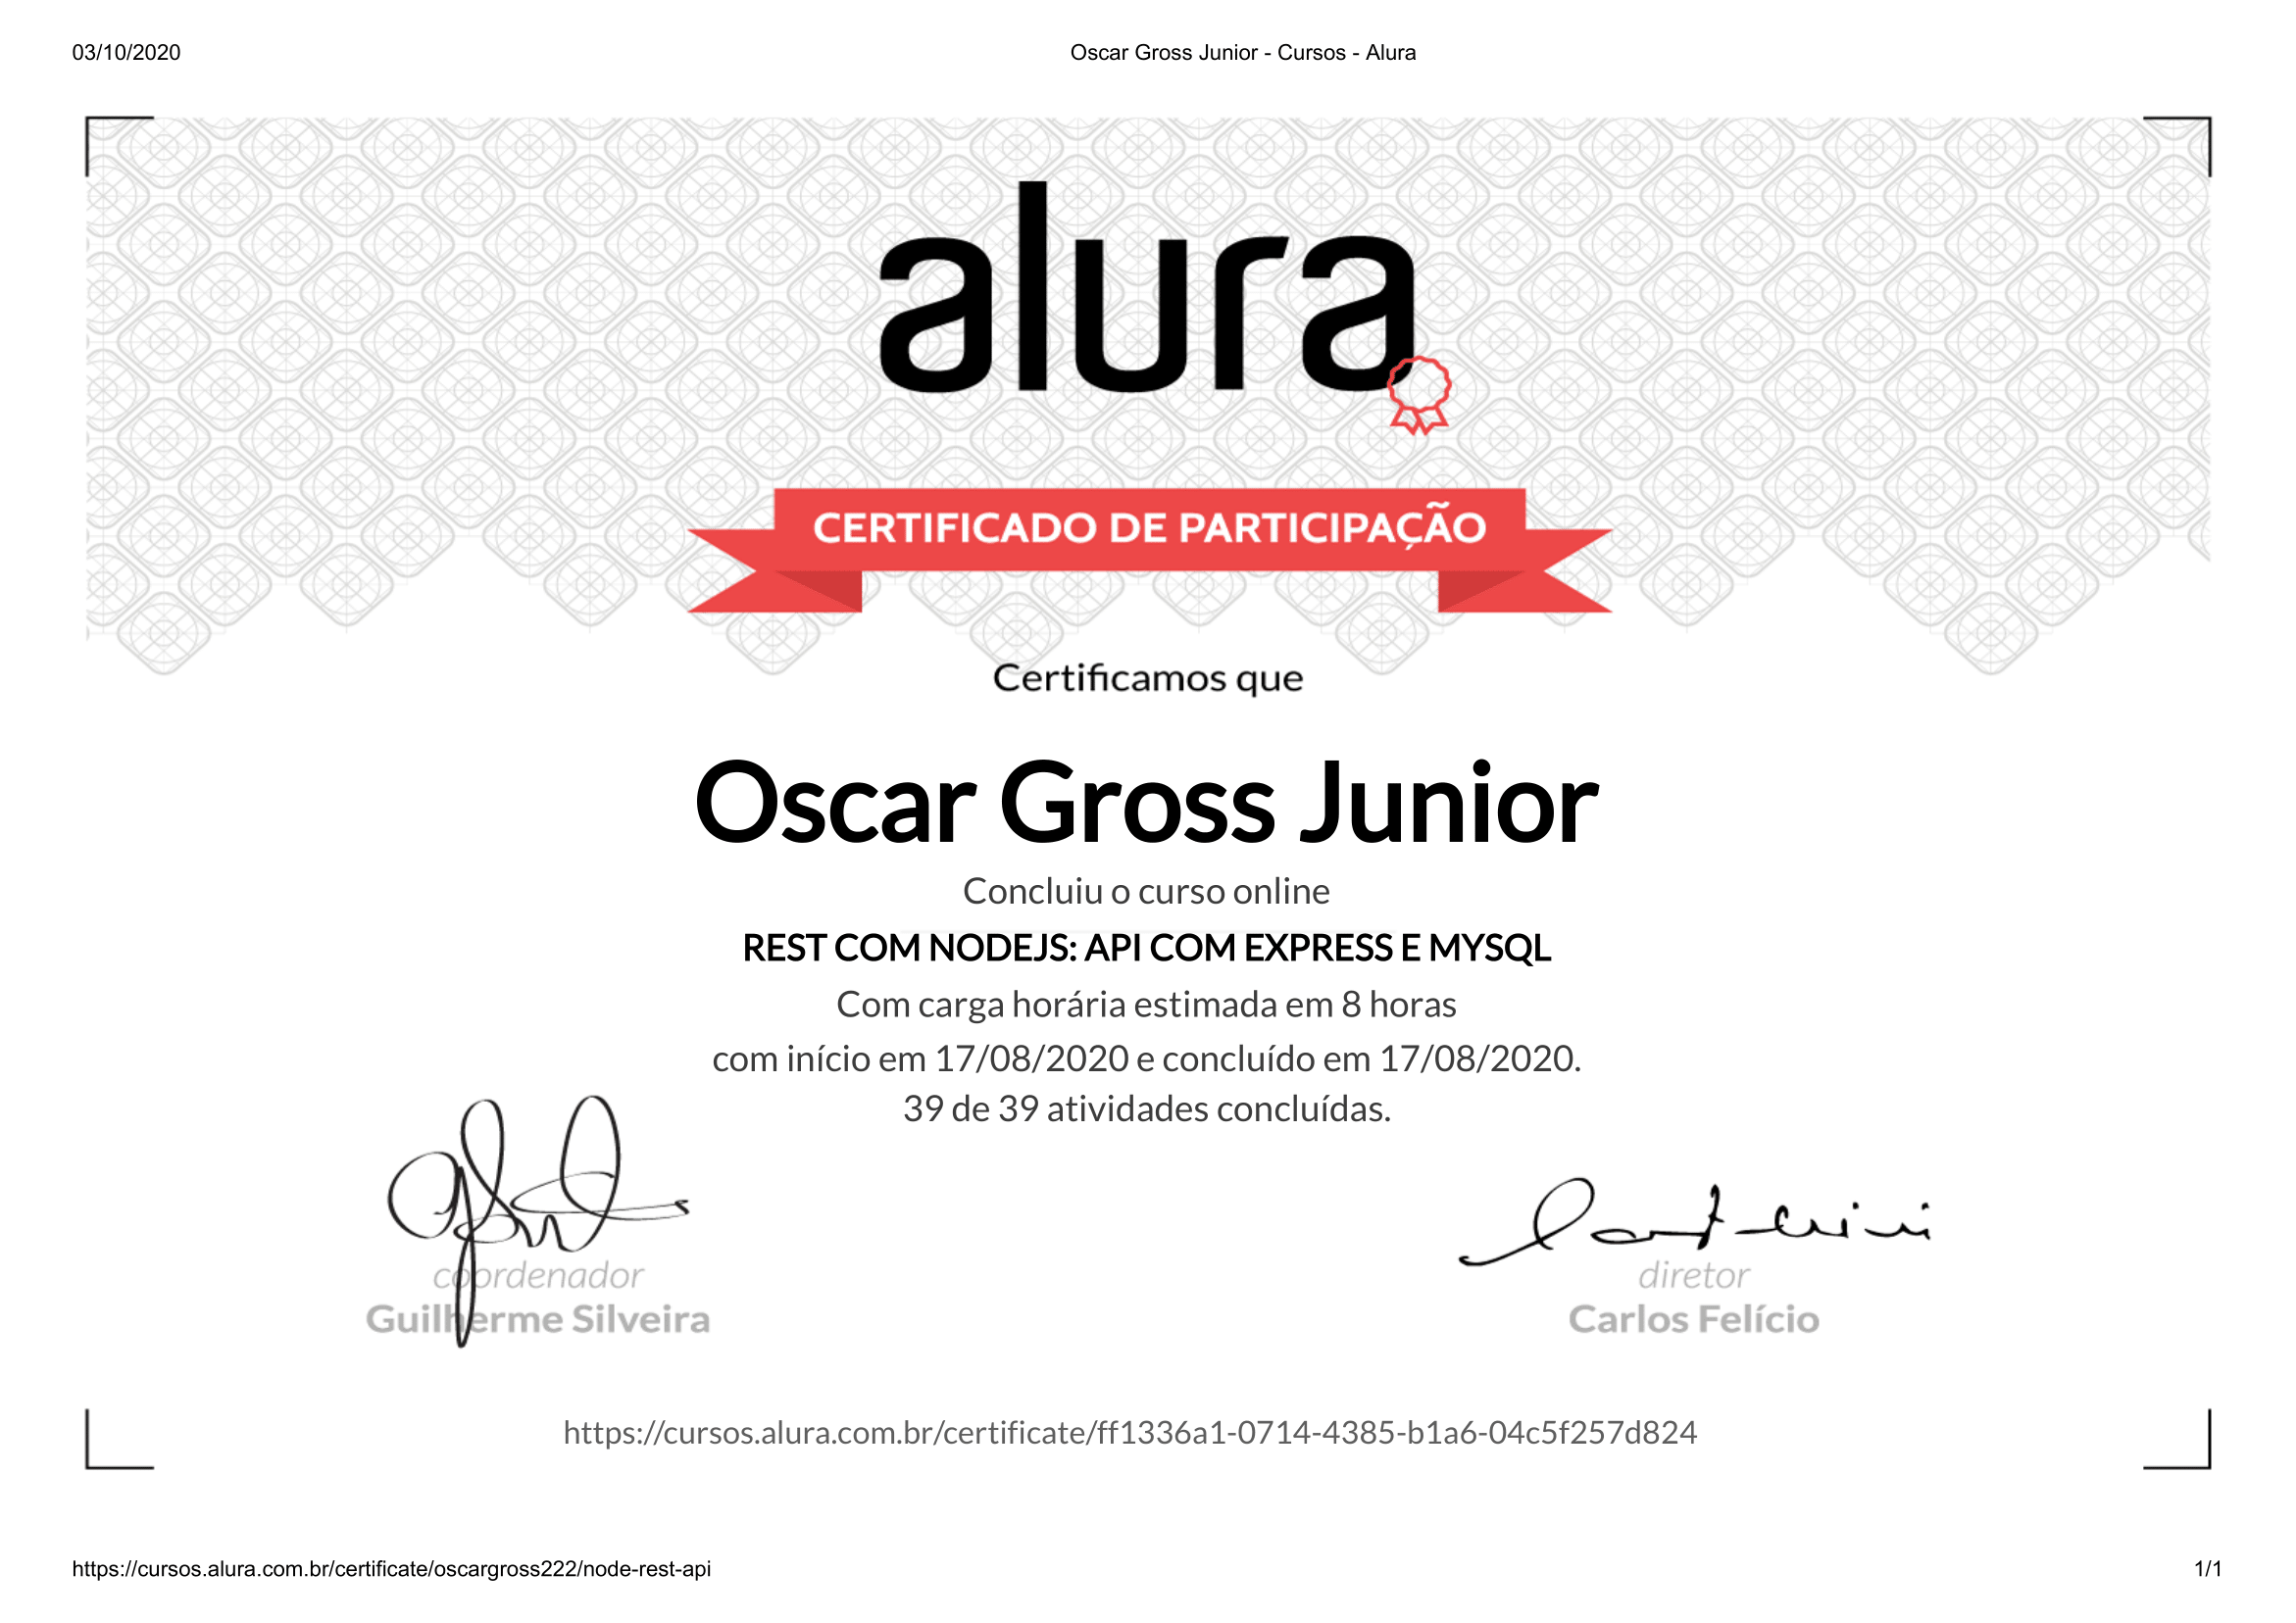 03/10/2020
Oscar Gross Junior - Cursos - Alura
alura
CERTIFICADO DE PARTICIPAÇÃO
Certificamos que
Oscar Gross Junior
Concluiu o curso online
REST COM NODEJS: API COM EXPRESS E MYSQL
Com carga horária estimada em 8 horas
com início em 17/08/2020 e concluído em 17/08/2020.
39 de 39 atividades concluídas.
coordenador
Guilherme Silveira
diretor
Carlos Felício
https://cursos.alura.com.br/certificate/ff1336a1-0714-4385-b1a6-04c5f257d824
https://cursos.alura.com.br/certificate/oscargross222/node-rest-api
1/1